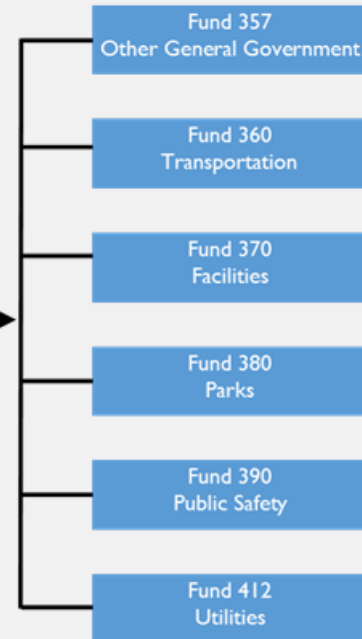 Fund 357
Other General Government
Fund 360
Transportation
Fund 370
Facilities
Fund 380
Parks
Fund 390
Public Safety
Fund 412
Utilities